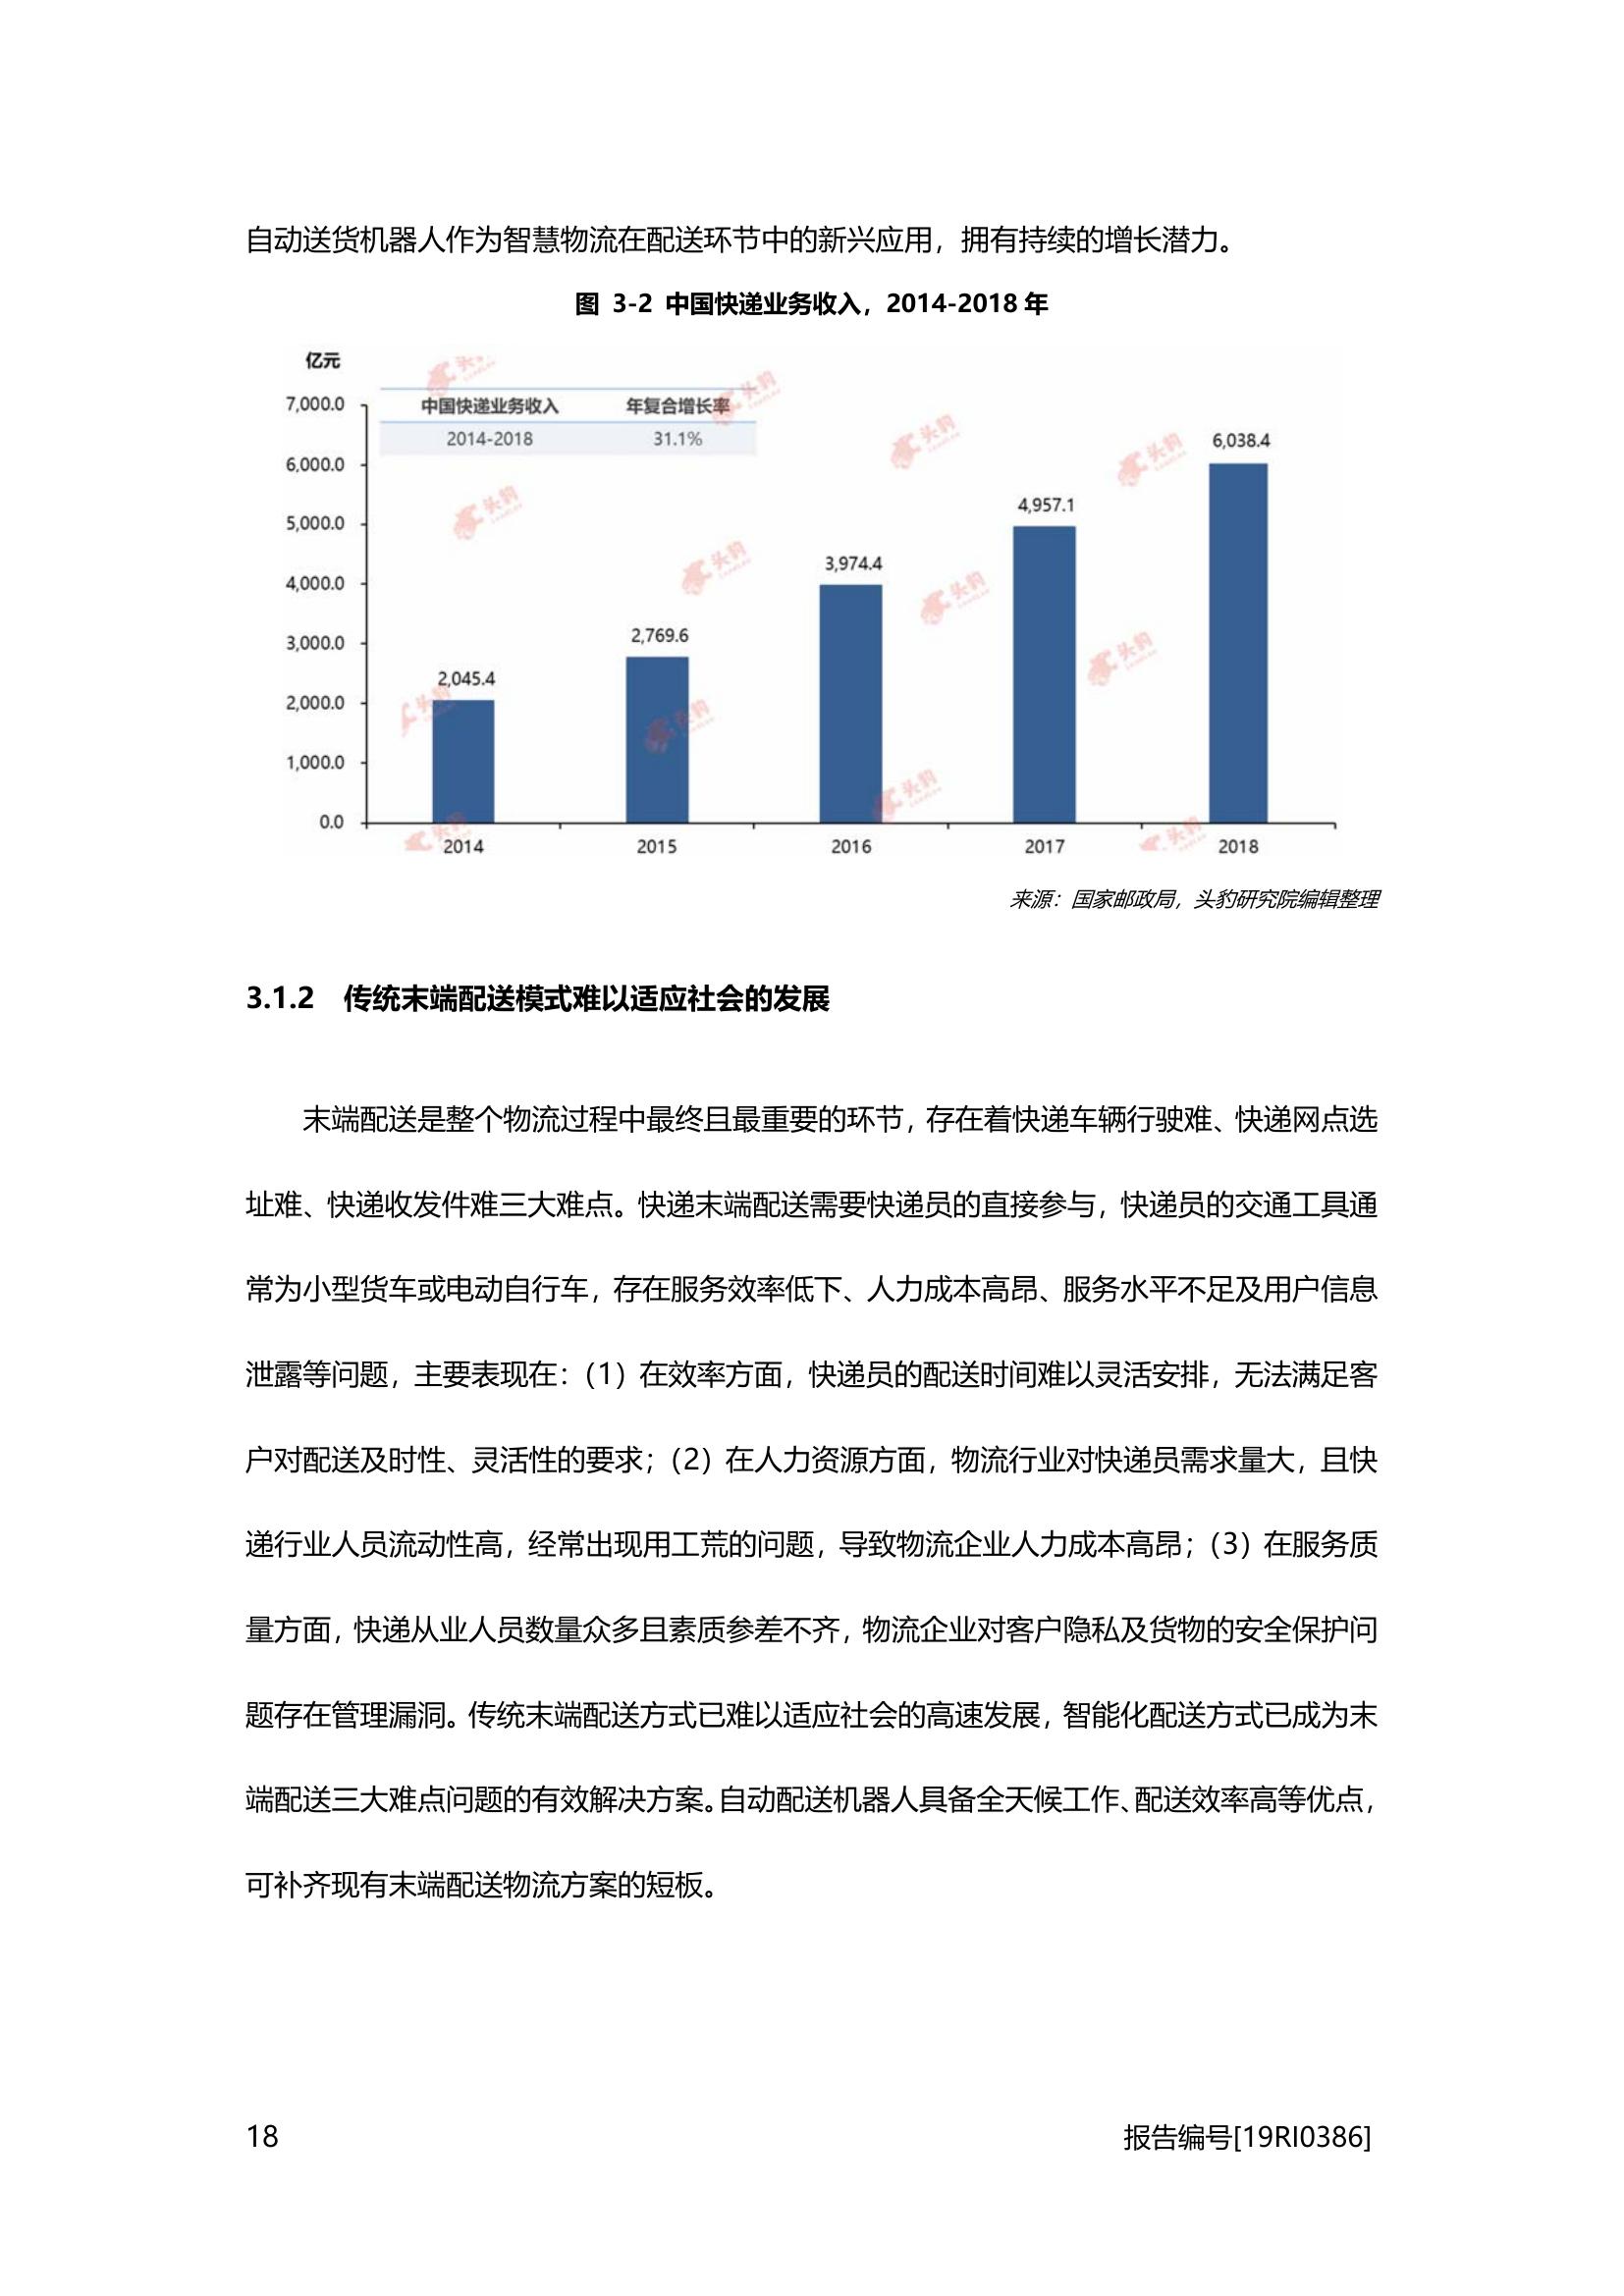 自动送货机器人作为智慧物流在配送环节中的新兴应用，拥有持续的增长潜力。
图 3-2 中国快递业务收入，2014-2018 年
亿元
7,000.0
6,000.0
5,000.0
4,000.0
3,000.0
2,000.0
1,000.0
0.0
中国快递业务收入 年复合增长率
2014-2018 31.1%
2,045.4
2,769.6
3,974.4
4,957.1
6,038.4
2014 2015 2016 2017 2018
头豹
来源：国家邮政局，头豹研究院编辑整理
3.1.2 传统末端配送模式难以适应社会的发展
末端配送是整个物流过程中最终且最重要的环节，存在着快递车辆行驶难、快递网点选
址难、快递收发件难三大难点。快递末端配送需要快递员的直接参与，快递员的交通工具通
常为小型货车或电动自行车，存在服务效率低下、人力成本高昂、服务水平不足及用户信息
泄露等问题，主要表现在：（1）在效率方面，快递员的配送时间难以灵活安排，无法满足客
户对配送及时性、灵活性的要求；（2）在人力资源方面，物流行业对快递员需求量大，且快
递行业人员流动性高，经常出现用工荒的问题，导致物流企业人力成本高昂；（3）在服务质
量方面，快递从业人员数量众多且素质参差不齐，物流企业对客户隐私及货物的安全保护问
题存在管理漏洞。传统末端配送方式已难以适应社会的高速发展，智能化配送方式已成为末
端配送三大难点问题的有效解决方案。自动配送机器人具备全天候工作、配送效率高等优点，
可补齐现有末端配送物流方案的短板。
18 报告编号[19RI0386]